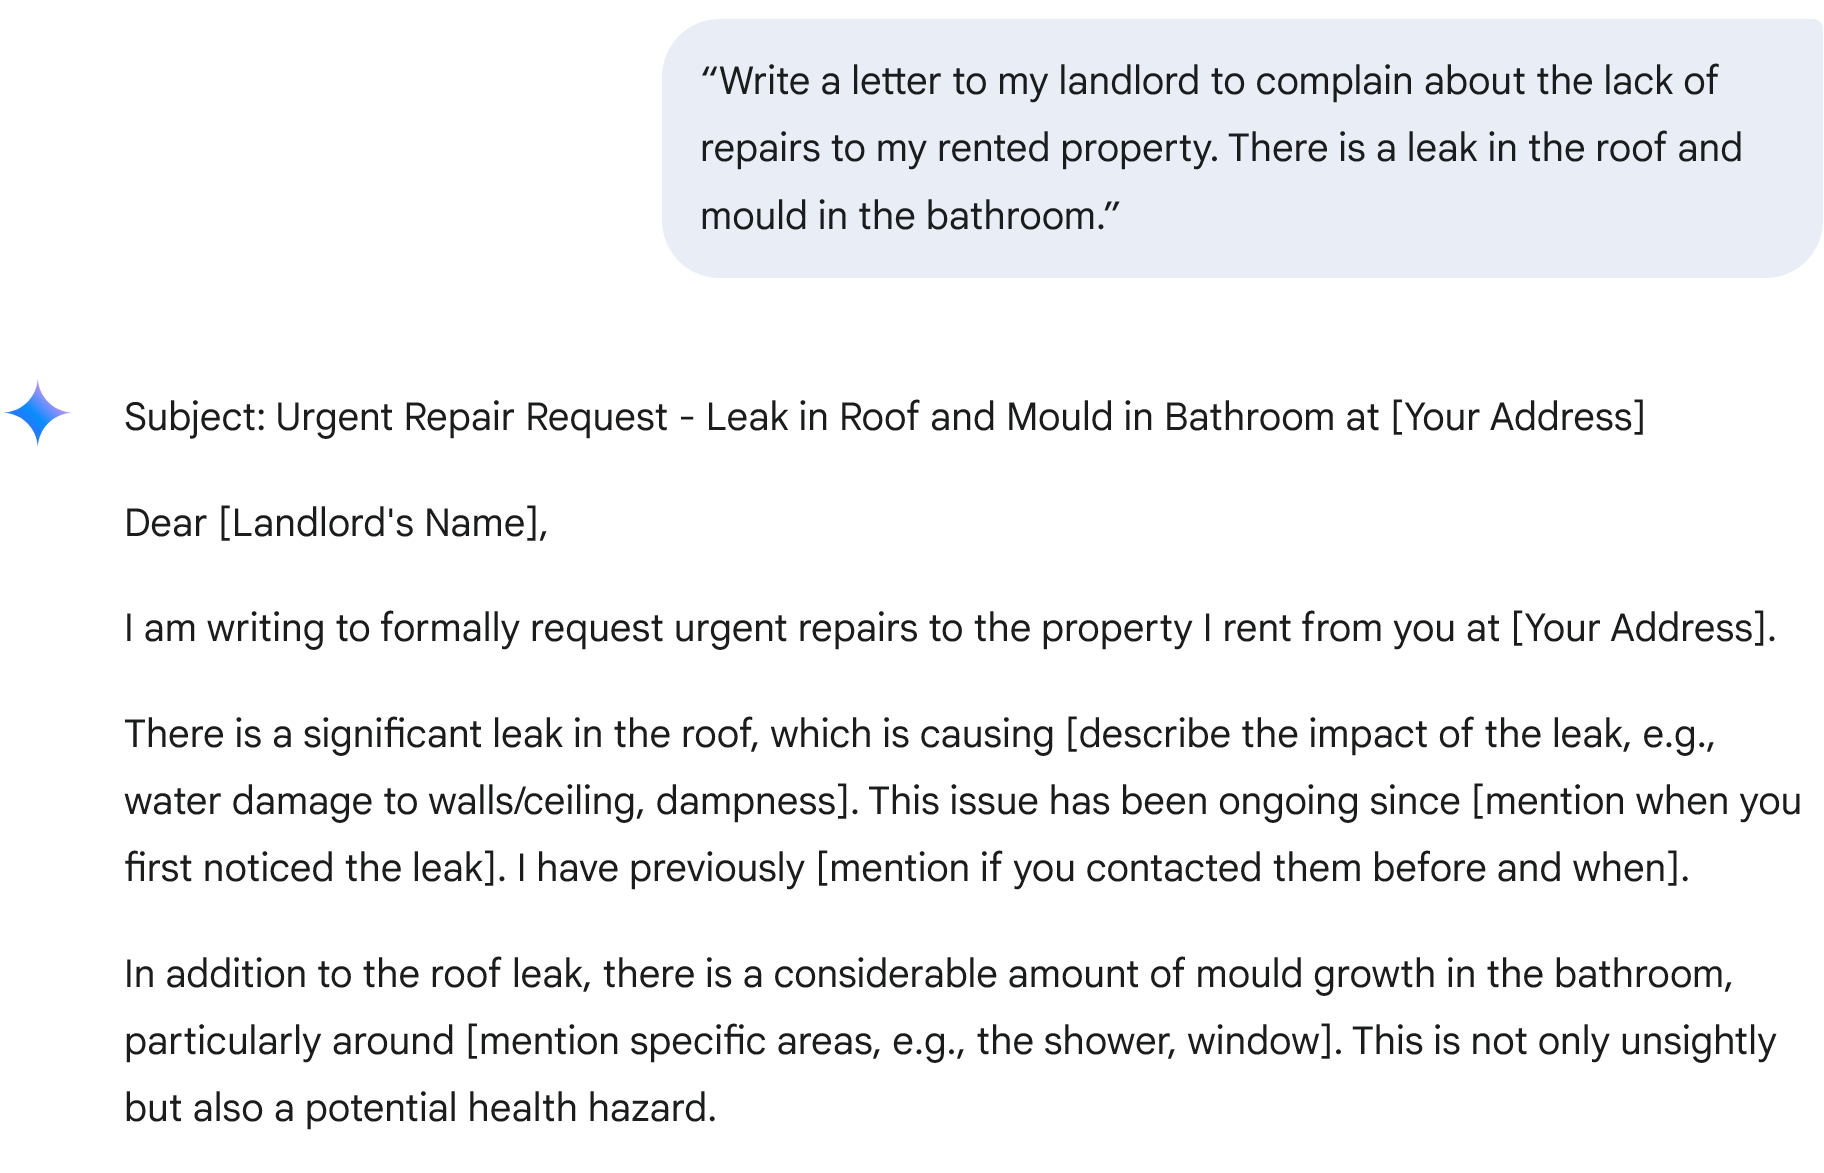 “Write a letter to my landlord to complain about the lack of
repairs to my rented property. There is a leak in the roof and
mould in the bathroom.”
Subject: Urgent Repair Request - Leak in Roof and Mould in Bathroom at [Your Address]
Dear [Landlord's Name],
I am writing to formally request urgent repairs to the property I rent from you at [Your Address].
There is a significant leak in the roof, which is causing [describe the impact of the leak, e.g.,
water damage to walls/ceiling, dampness]. This issue has been ongoing since [mention when you
first noticed the leak]. I have previously [mention if you contacted them before and when].
In addition to the roof leak, there is a considerable amount of mould growth in the bathroom,
particularly around [mention specific areas, e.g., the shower, window]. This is not only unsightly
but also a potential health hazard.